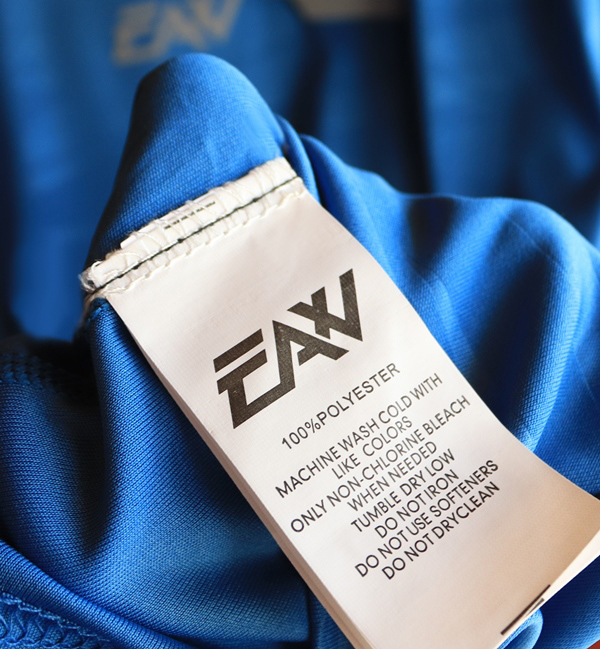 EAW
EAW
100%POLYESTER
MACHINE WASH COLD WITH
LIKE COLORS
ONLY NON-CHLORINE BLEACH
WHEN NEEDED
TUMBLE DRY LOW
DO NOT IRON
DO NOT USE SOFTENERS
DO NOT DRYCLEAN